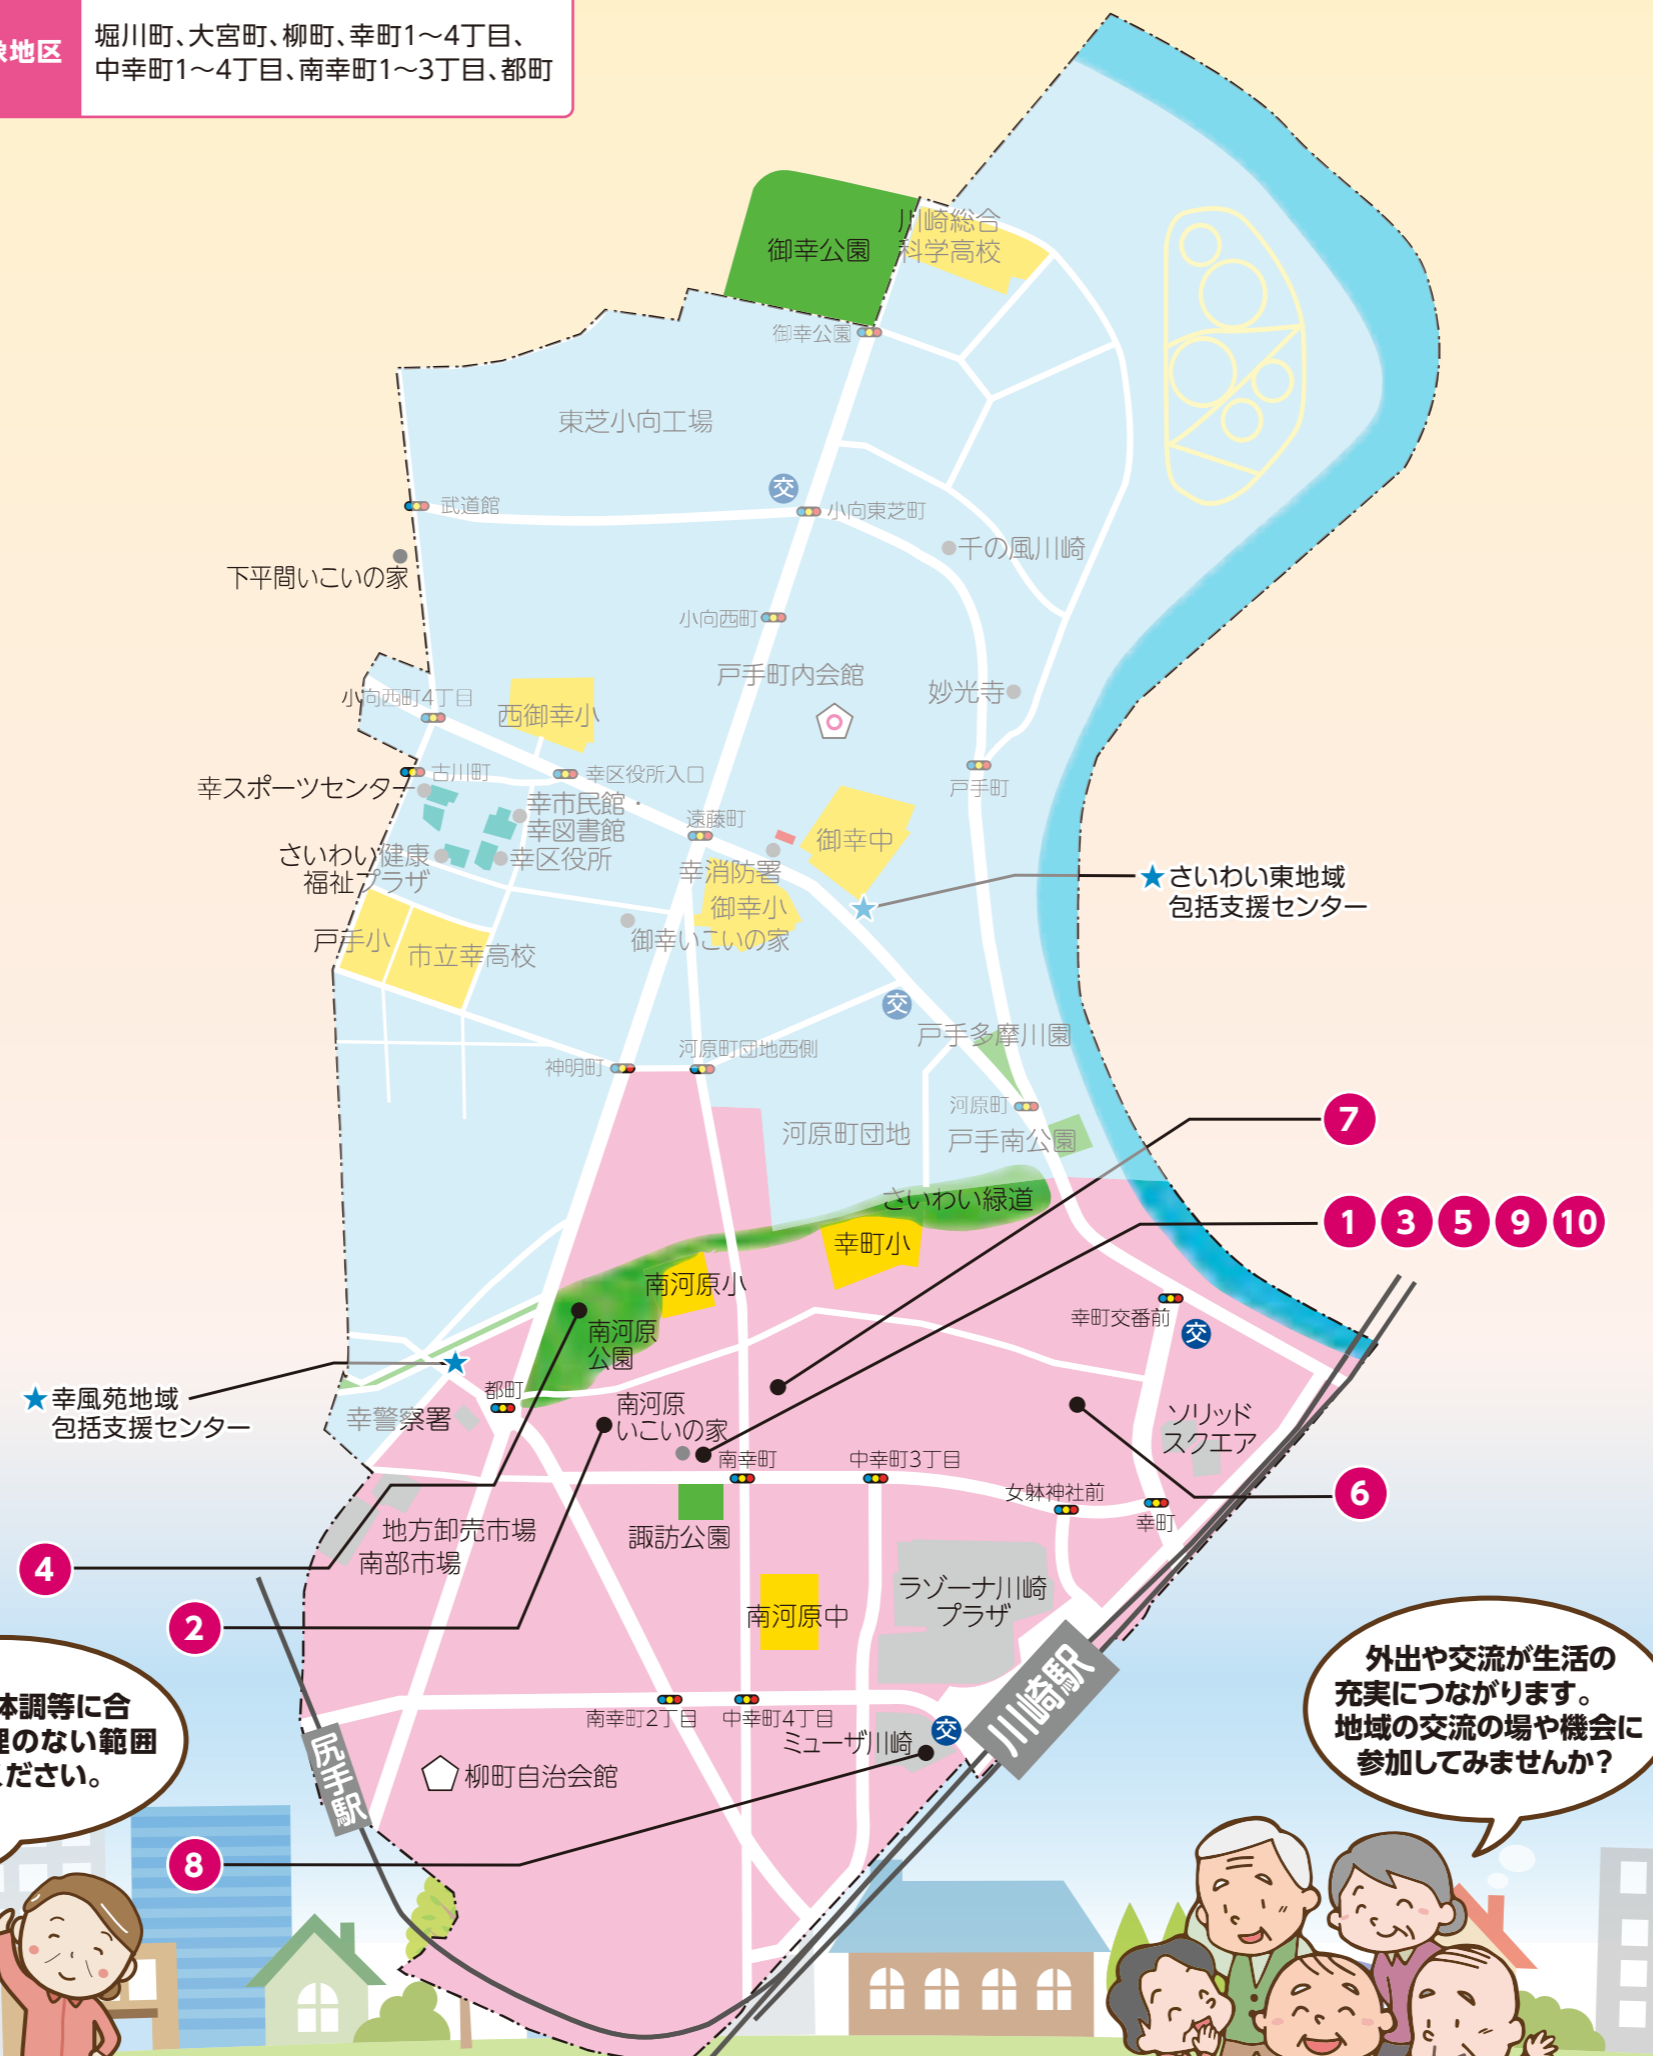 象地区
堀川町、大宮町、柳町、幸町1〜4丁目、
中幸町1〜4丁目、南幸町1〜3丁目、都町
御幸公園
川崎総合
科学高校
御幸公園
東芝小向工場
交
武道館
小向東芝町
千の風川崎
下平間いこいの家
小向西町
戸手町内会館
妙光寺
小向西町4丁目
西御幸小
古川町
幸区役所入口
戸手町
幸スポーツセンター
幸市民館・
幸図書館
遠藤町
御幸中
さいわい健康
福祉プラザ
幸区役所
幸消防署
★さいわい東地域
包括支援センター
御幸小
戸手小
市立幸高校
御幸いこいの家
交
戸手多摩川園
神明町
河原町団地西側
河原町
河原町団地
戸手南公園
7
さいわい緑道
1 3 5 9 10
幸町小
南河原小
幸町交番前
交
南河原
公園
★幸風苑地域
包括支援センター
都町
幸警察署
南河原
いこいの家
ソリッド
スクエア
南幸町
中幸町3丁目
女躰神社前
6
幸町
地方卸売市場
南部市場
諏訪公園
4
ラゾーナ川崎
プラザ
南河原中
2
川崎駅
外出や交流が生活の
充実につながります。
地域の交流の場や機会に
参加してみませんか?
体調等に合
理のない範囲
ください。
南幸町2丁目
中幸町4丁目
交
ミューザ川崎
尻手駅
柳町自治会館
8